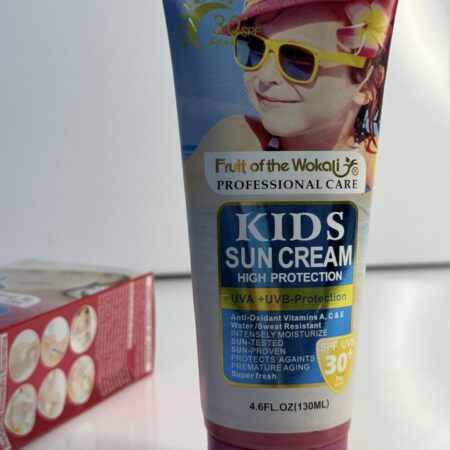 30 SPF
PA+++
Fruit of the Wokali ®
PROFESSIONAL CARE
KIDS
SUN CREAM
HIGH PROTECTION
UVA +UVB-Protection
Anti-Oxidant Vitamins A, C & E
Water/Sweat Resistant
INTENSELY MOISTURIZE
SUN-TESTED
SUN-PROVEN
PROTECTS AGAINTS
PREMATURE AGING
Super fresh
SPF UVB
30+
PA
+++
4.6FL.OZ(130ML)